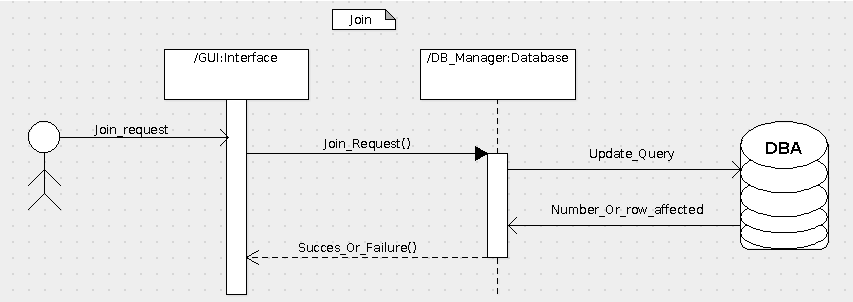 Join
/GUI:Interface
/DB_Manager:Database
Join_request
Join_Request()
Update_Query
DBA
Number_Or_row_affected
Succes_Or_Failure()